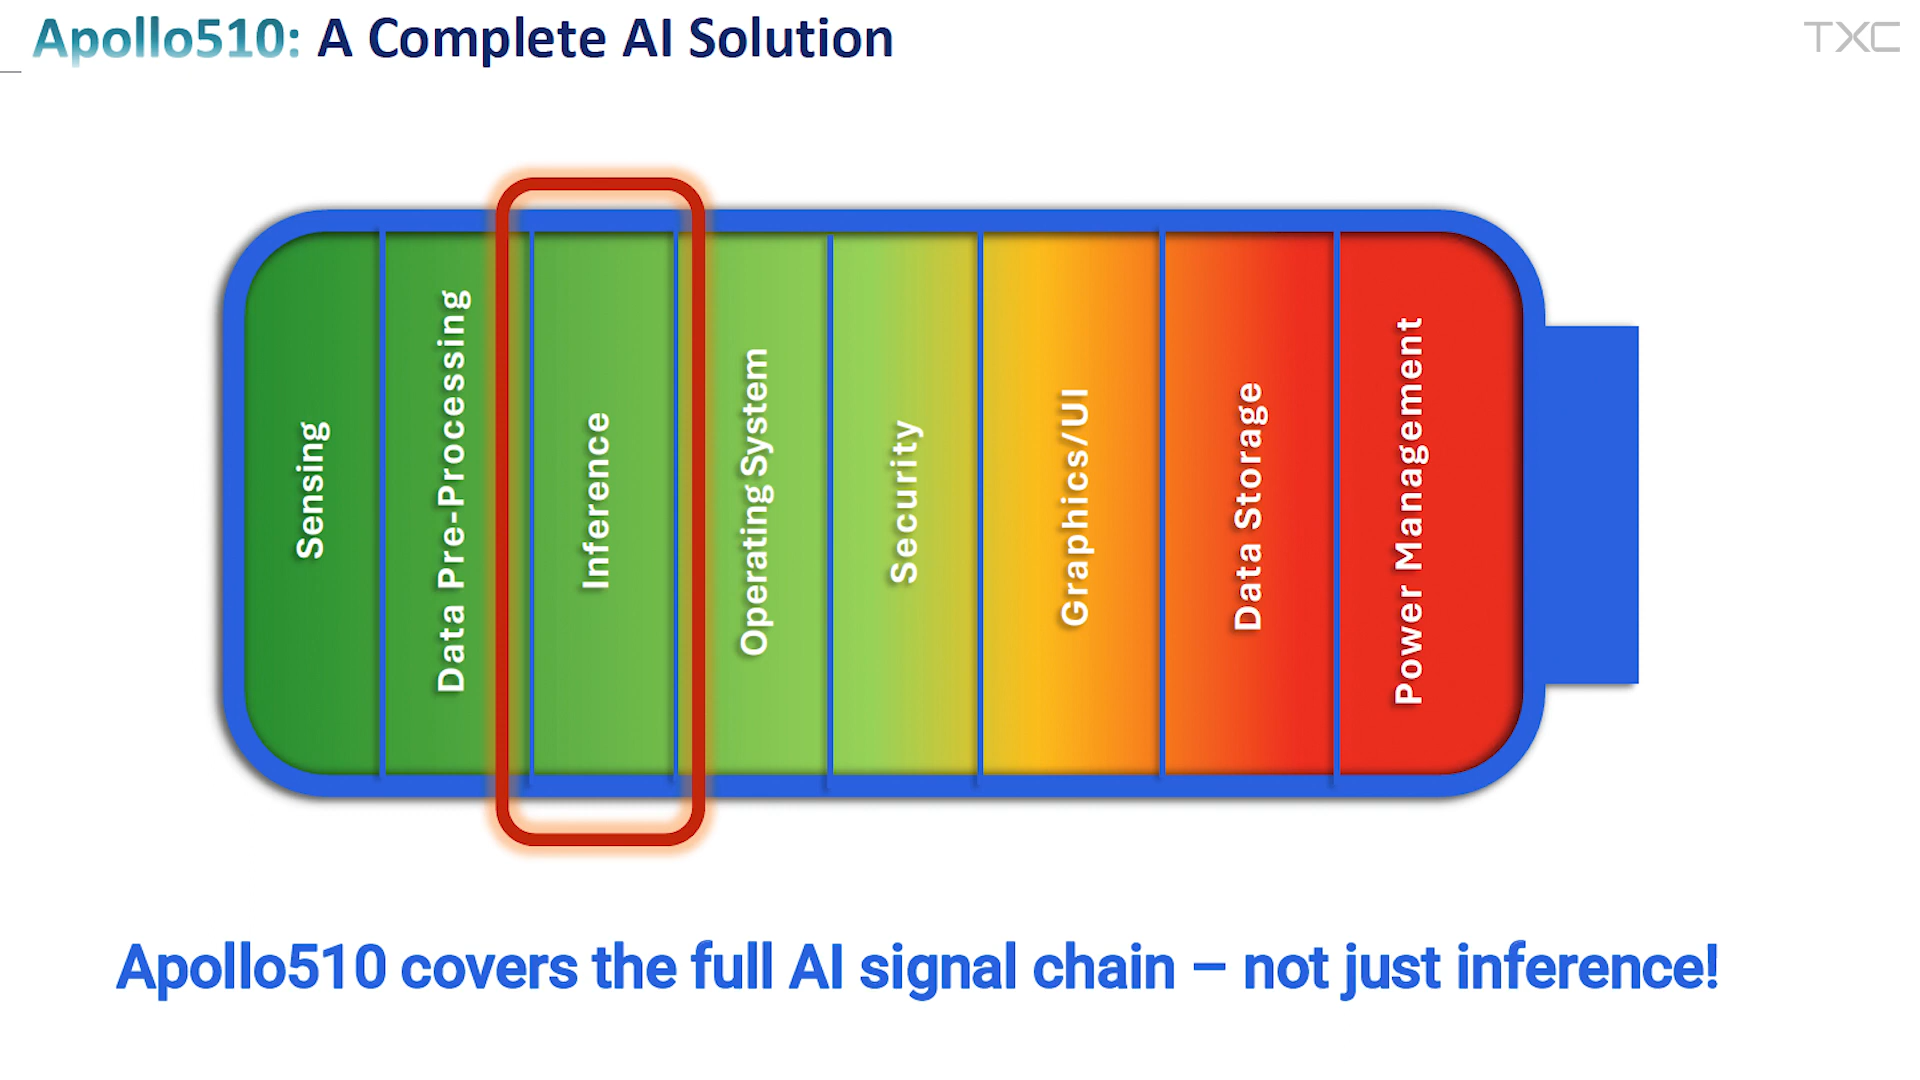 Apollo510: A Complete AI Solution
TXC
Sensing
Data Pre-Processing
Inference
Operating System
Security
Graphics/UI
Data Storage
Power Management
Apollo510 covers the full AI signal chain – not just inference!